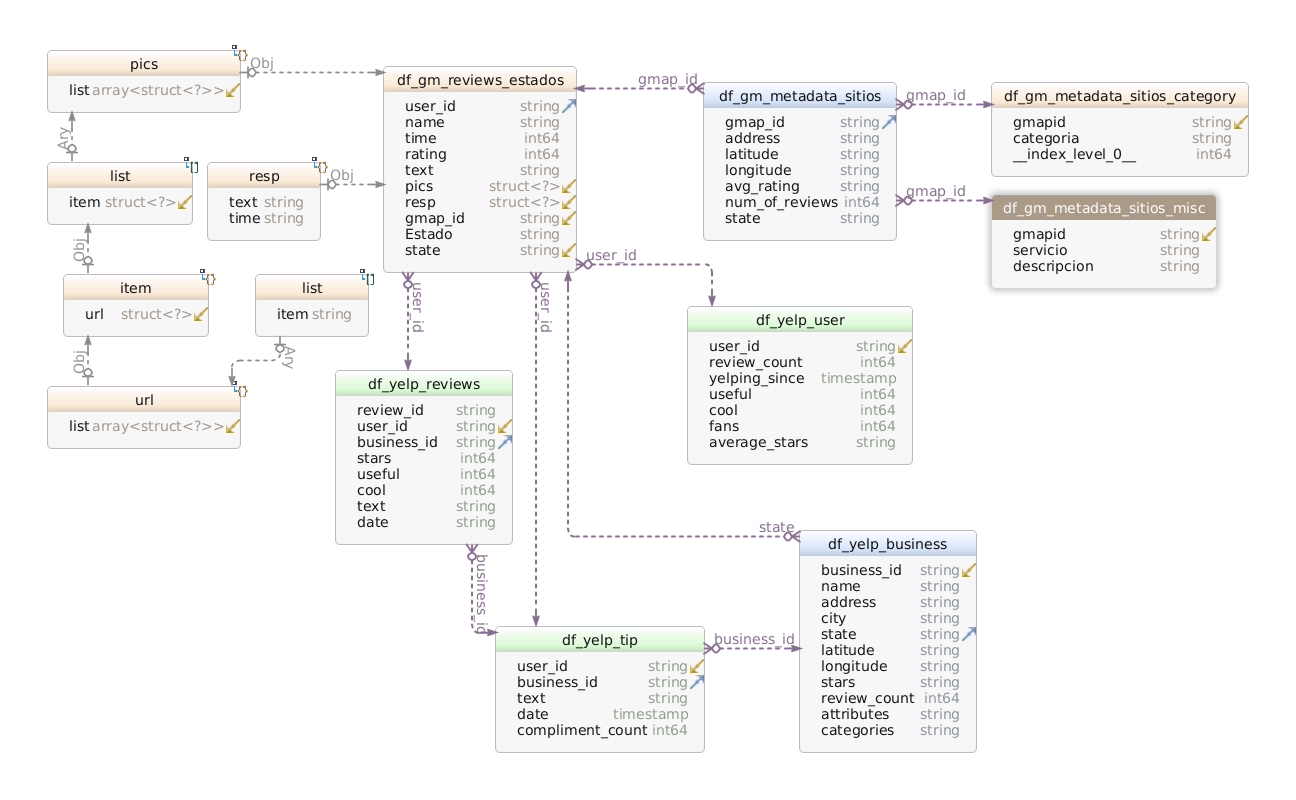 pics
list array<struct<?>>
Obj
Ary
list
item struct<?>
resp
text string
time string
Obj
Obj
item
url struct<?>
list
item string
Obj
Ary
url
list array<struct<?>>
df_gm_reviews_estados
user_id string
name string
time int64
rating int64
text string
pics struct<?>
resp struct<?>
gmap_id string
Estado string
state string
gmap_id
df_gm_metadata_sitios
gmap_id string
address string
latitude string
longitude string
avg_rating string
num_of_reviews int64
state string
gmap_id
df_gm_metadata_sitios_category
gmapid string
categoria string
__index_level_0__ int64
gmap_id
df_gm_metadata_sitios_misc
gmapid string
servicio string
descripcion string
user_id
user_id
user_id
df_yelp_user
user_id string
review_count int64
yelping_since timestamp
useful int64
cool int64
fans int64
average_stars string
df_yelp_reviews
review_id string
user_id string
business_id string
stars int64
useful int64
cool int64
text string
date string
business_id
state
df_yelp_tip
user_id string
business_id string
text string
date timestamp
compliment_count int64
business_id
df_yelp_business
business_id string
name string
address string
city string
state string
latitude string
longitude string
stars string
review_count int64
attributes string
categories string